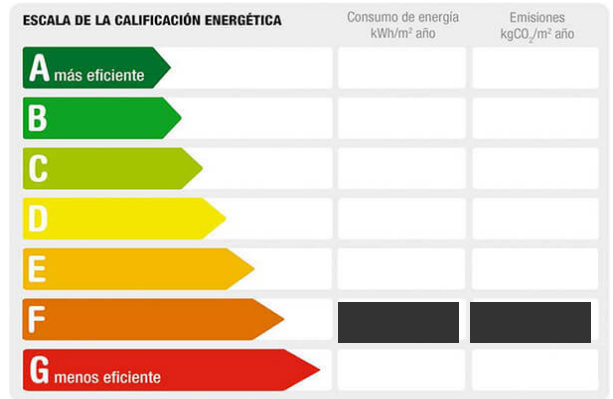 ESCALA DE LA CALIFICACIÓN ENERGÉTICA
Consumo de energía
kWh/m² año
Emisiones
kgCO₂/m² año
A más eficiente
B
C
D
E
F
G menos eficiente